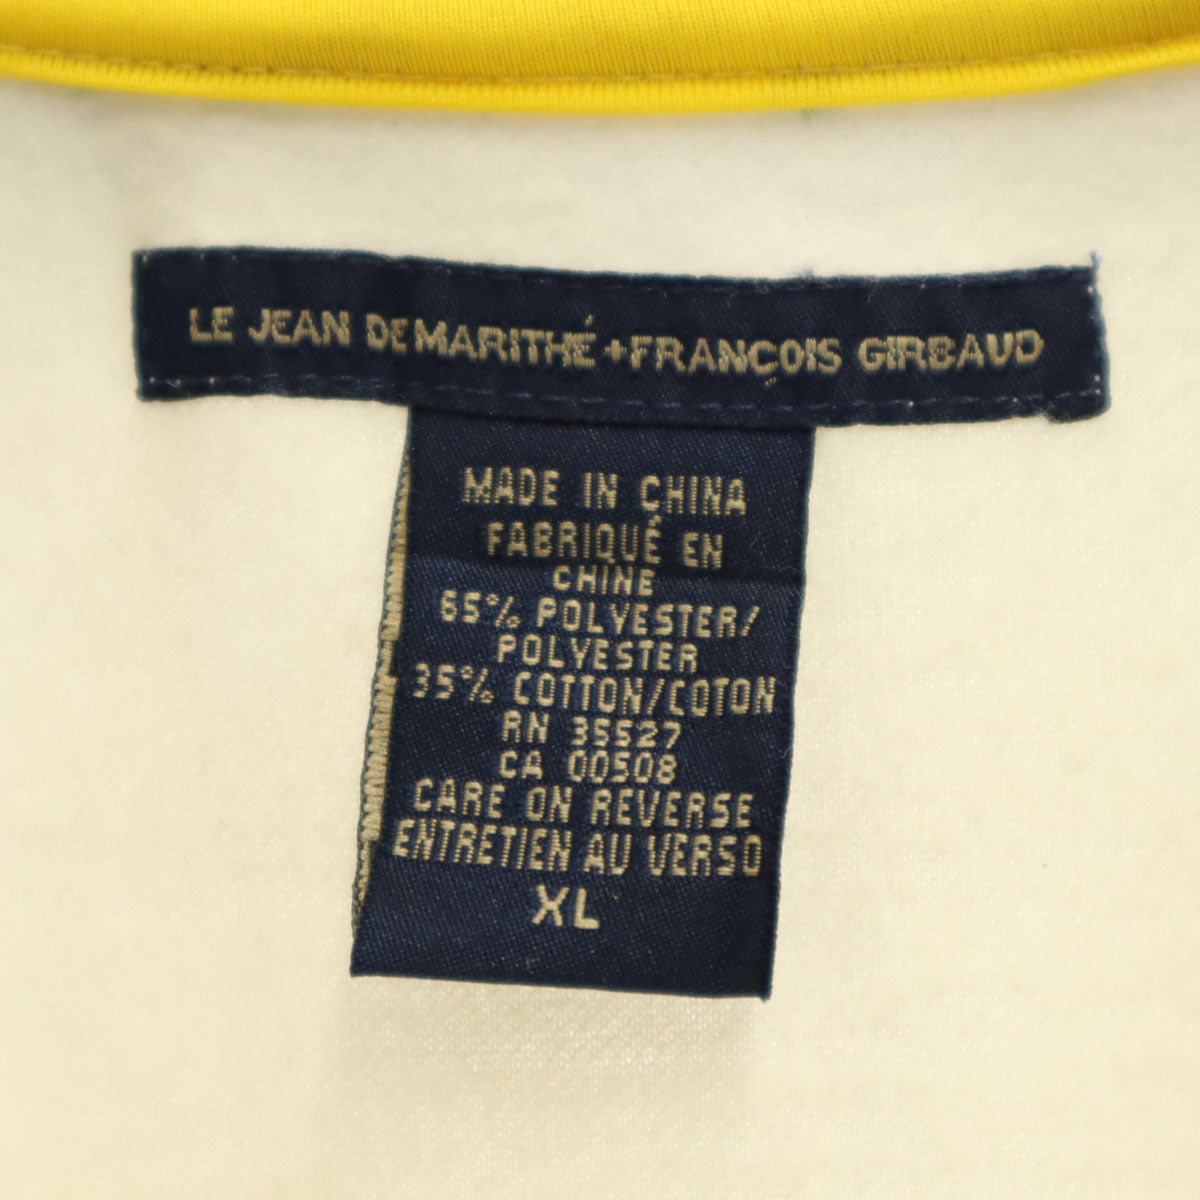 LE JEAN DE MARITHÉ+FRANÇOIS GIRBAUD
MADE IN CHINA
FABRIQUÉ EN
CHINE
65% POLYESTER/
POLYESTER
35% COTTON/COTON
RN 35527
CA 00508
CARE ON REVERSE
ENTRETIEN AU VERSO
XL